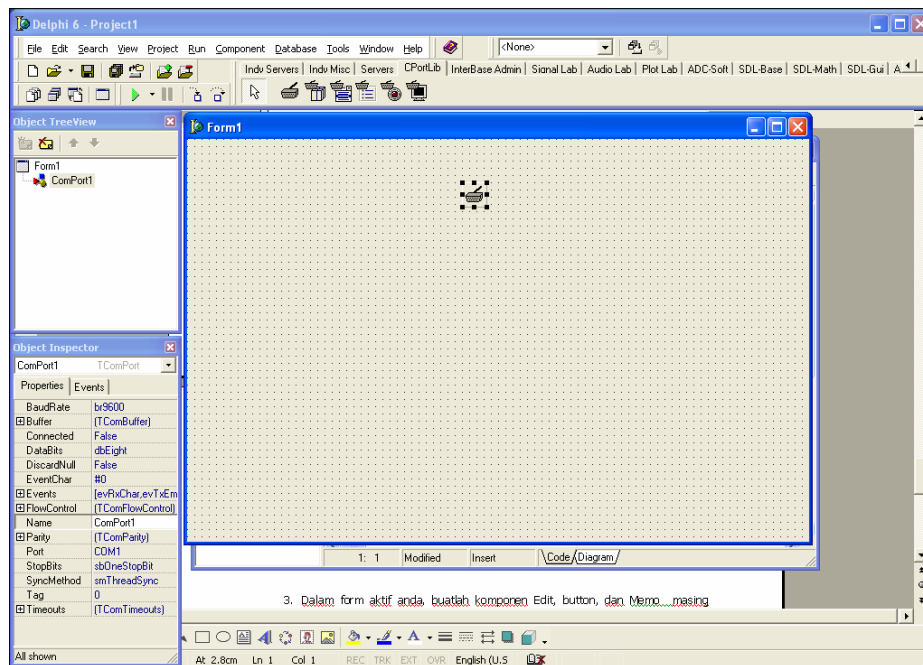 Delphi 6 - Project1
File Edit Search View Project Run Component Database Tools Window Help
<None>
Indy Servers Indy Misc Servers CPortLib InterBase Admin Signal Lab Audio Lab Plot Lab ADC-Soft SDL-Base SDL-Math SDL-Gui A
Object TreeView
Form1
ComPort1
Form1
Object Inspector
ComPort1 TComPort
Properties Events
BaudRate br9600
Buffer (TComBuffer)
Connected False
DataBits dbEight
DiscardNull False
EventChar #0
Events [evRxChar,evTxEm
FlowControl (TComFlowControl)
Name ComPort1
Parity (TComParity)
Port COM1
StopBits sbOneStopBit
SyncMethod smThreadSync
Tag 0
Timeouts (TComTimeouts)
All shown
1: 1 Modified Insert Code Diagram
3. Dalam form aktif anda, buatlah komponen Edit, button, dan Memo masing
At 2.8cm Ln 1 Col 1 REC TRK EXT OVR English (U.S